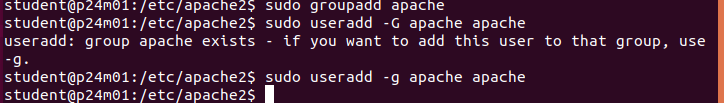 student@p24m01:/etc/apache2$ sudo groupadd apache
student@p24m01:/etc/apache2$ sudo useradd -G apache apache
useradd: group apache exists - if you want to add this user to that group, use
-g.
student@p24m01:/etc/apache2$ sudo useradd -g apache apache
student@p24m01:/etc/apache2$